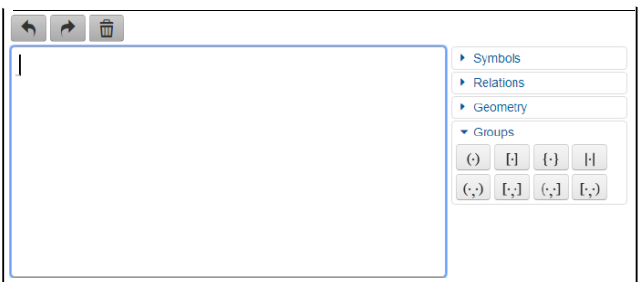 Symbols
Relations
Geometry
Groups
(·) [·] {·} |·|
(·,·) [·,·] (·,·] [·,·)